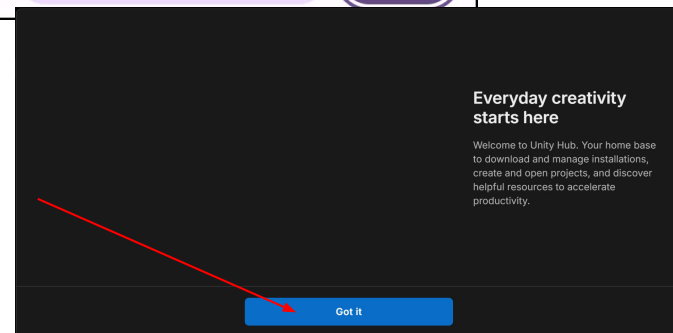 Everyday creativity
starts here
Welcome to Unity Hub. Your home base
to download and manage installations,
create and open projects, and discover
helpful resources to accelerate
productivity.
Got it